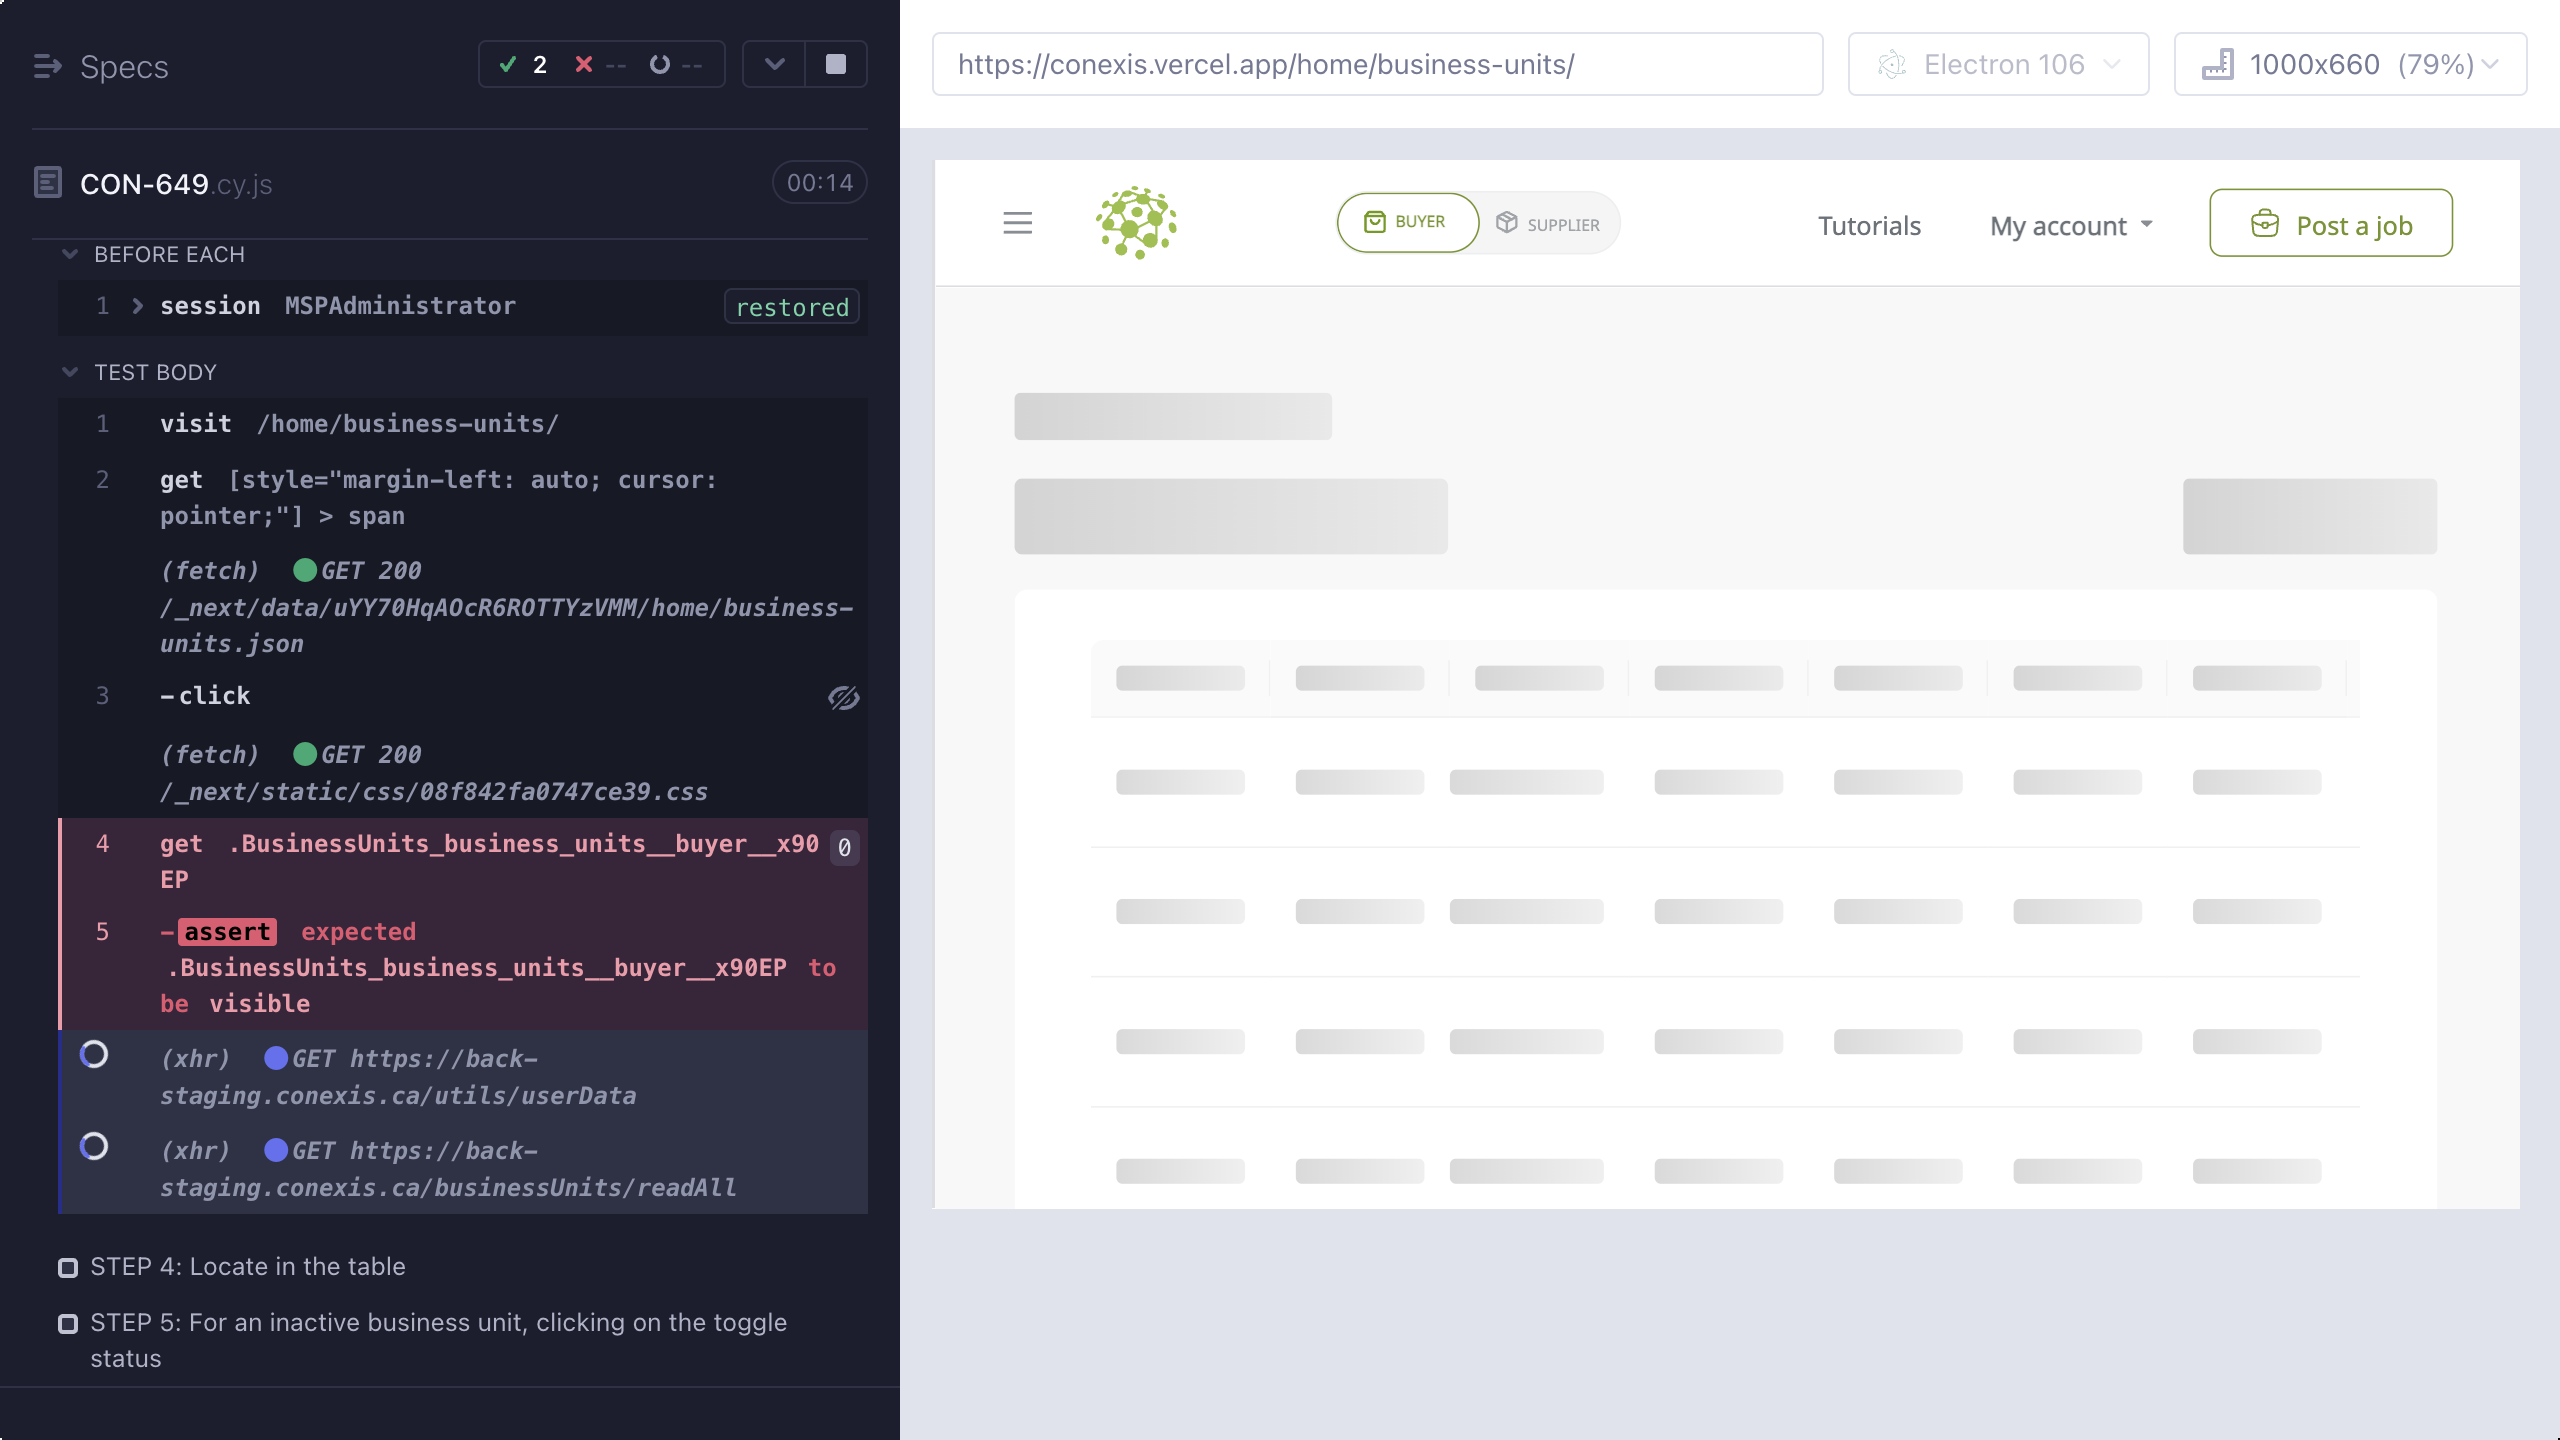 Specs
2 -- --
CON-649.cy.js
00:14
BEFORE EACH
1 session MSPAdministrator restored
TEST BODY
1 visit /home/business-units/
2 get [style="margin-left: auto; cursor:
pointer;"] > span
(fetch) GET 200
/_next/data/uYY70HqAOcR6ROTTYzVMM/home/business-
units.json
3 -click
(fetch) GET 200
/_next/static/css/08f842fa0747ce39.css
4 get .BusinessUnits_business_units__buyer__x90 0
EP
5 -assert expected
.BusinessUnits_business_units__buyer__x90EP to
be visible
(xhr) GET https://back-
staging.conexis.ca/utils/userData
(xhr) GET https://back-
staging.conexis.ca/businessUnits/readAll
STEP 4: Locate in the table
STEP 5: For an inactive business unit, clicking on the toggle
status
https://conexis.vercel.app/home/business-units/
Electron 106
1000x660 (79%)
BUYER
SUPPLIER
Tutorials
My account
Post a job